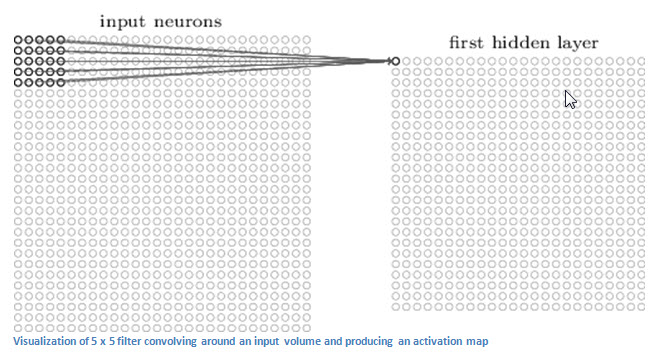 input neurons
first hidden layer
Visualization of 5 x 5 filter convolving around an input volume and producing an activation map